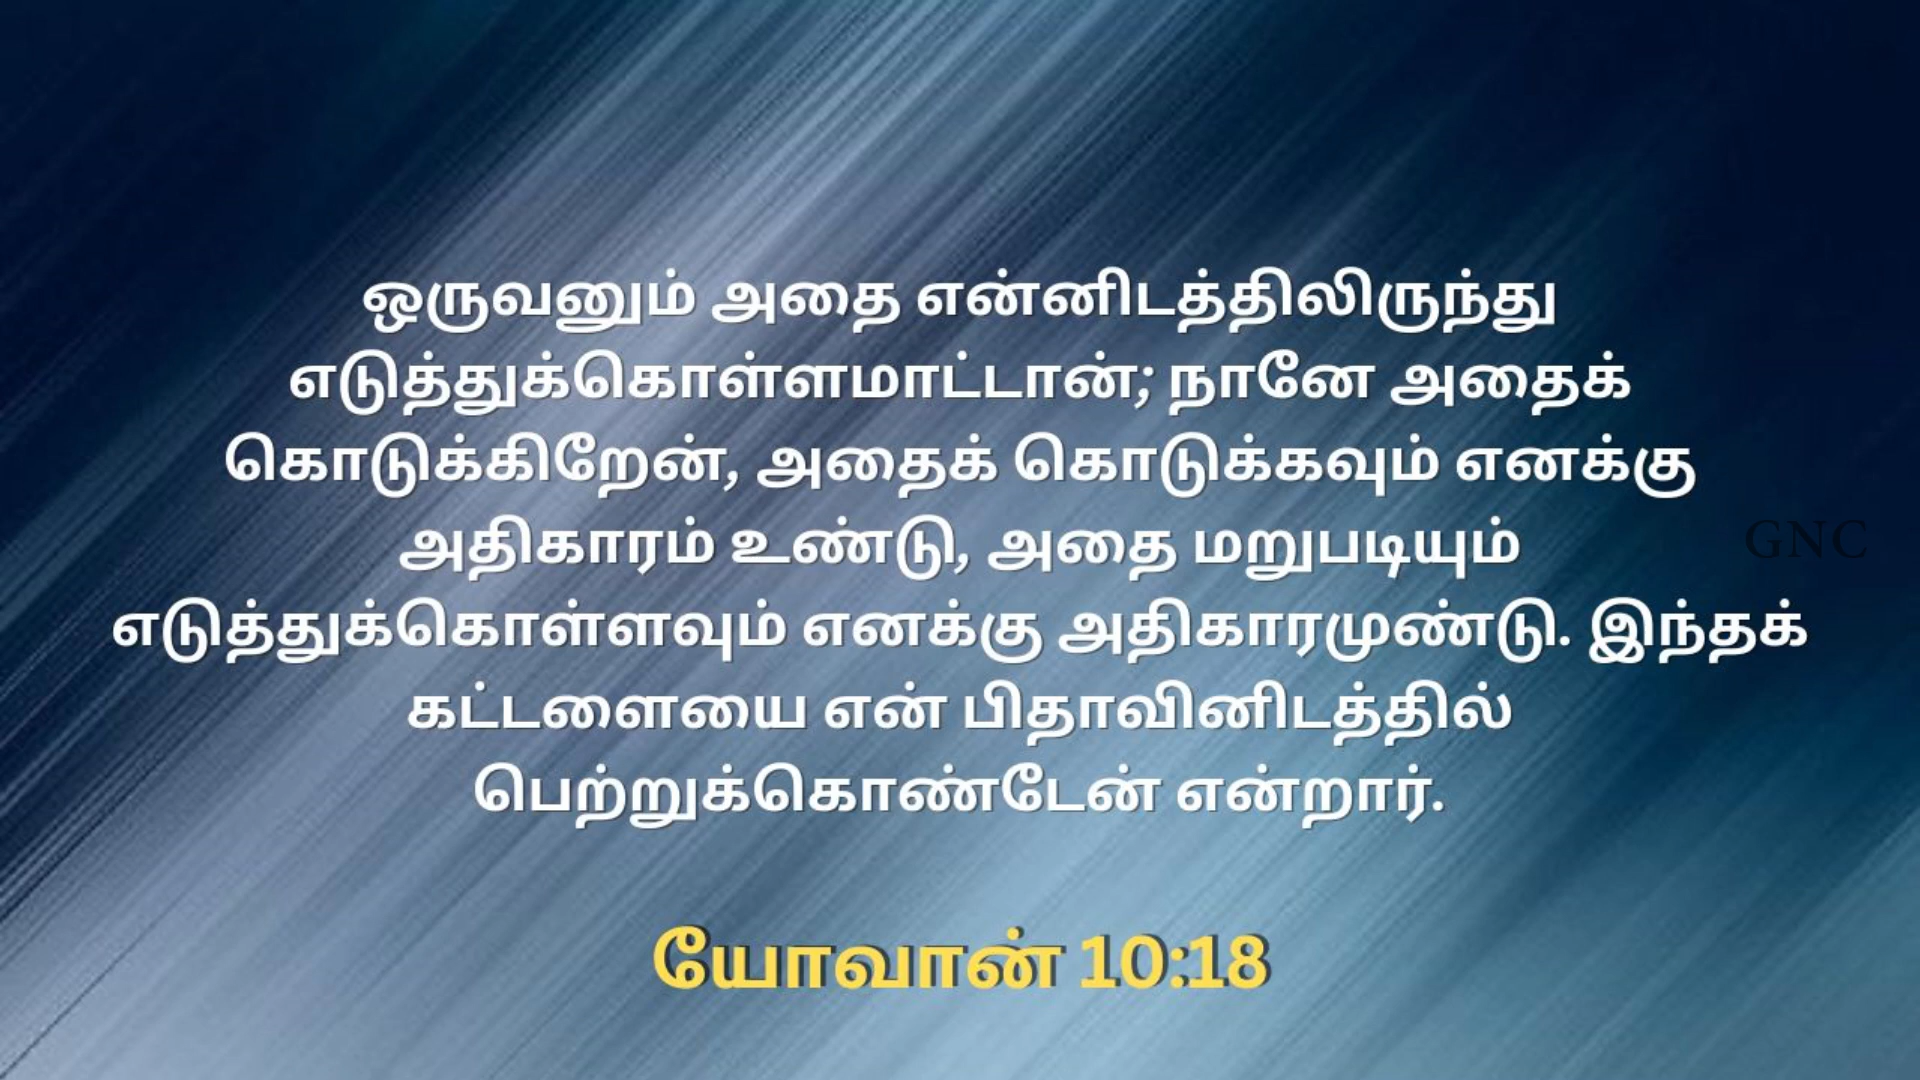 ஒருவனும் அதை என்னிடத்திலிருந்து
எடுத்துக்கொள்ளமாட்டான்; நானே அதைக்
கொடுக்கிறேன், அதைக் கொடுக்கவும் எனக்கு
அதிகாரம் உண்டு, அதை மறுபடியும்
எடுத்துக்கொள்ளவும் எனக்கு அதிகாரமுண்டு. இந்தக்
கட்டளையை என் பிதாவினிடத்தில்
பெற்றுக்கொண்டேன் என்றார்.
GNC
யோவான் 10:18